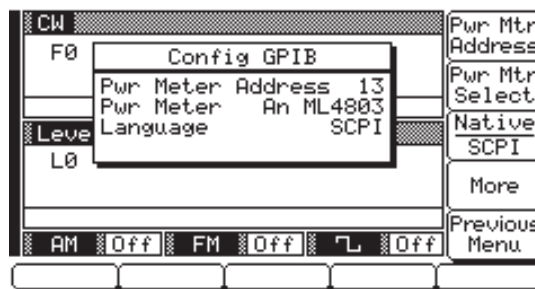 CW
F0
Config GPIB
Pwr Meter Address 13
Pwr Meter An ML4803
Language SCPI
Leve
L0
AM Off FM Off Off
Pwr Mtr
Address
Pwr Mtr
Select
Native
SCPI
More
Previous
Menu